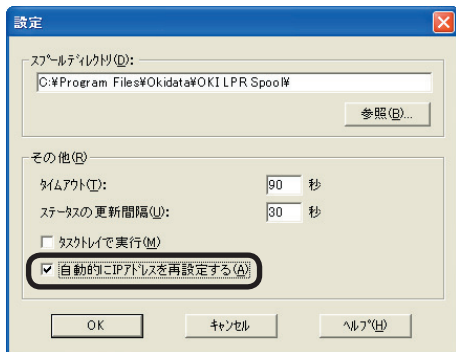 設定
スプールディレクトリ(D):
C:¥Program Files¥Okidata¥OKI LPR Spool¥
参照(B)...
その他(R)
タイムアウト(T): 90 秒
ステータスの更新間隔(U): 30 秒
タスクトレイで実行(M)
自動的にIPアドレスを再設定する(A)
OK キャンセル ヘルプ(H)